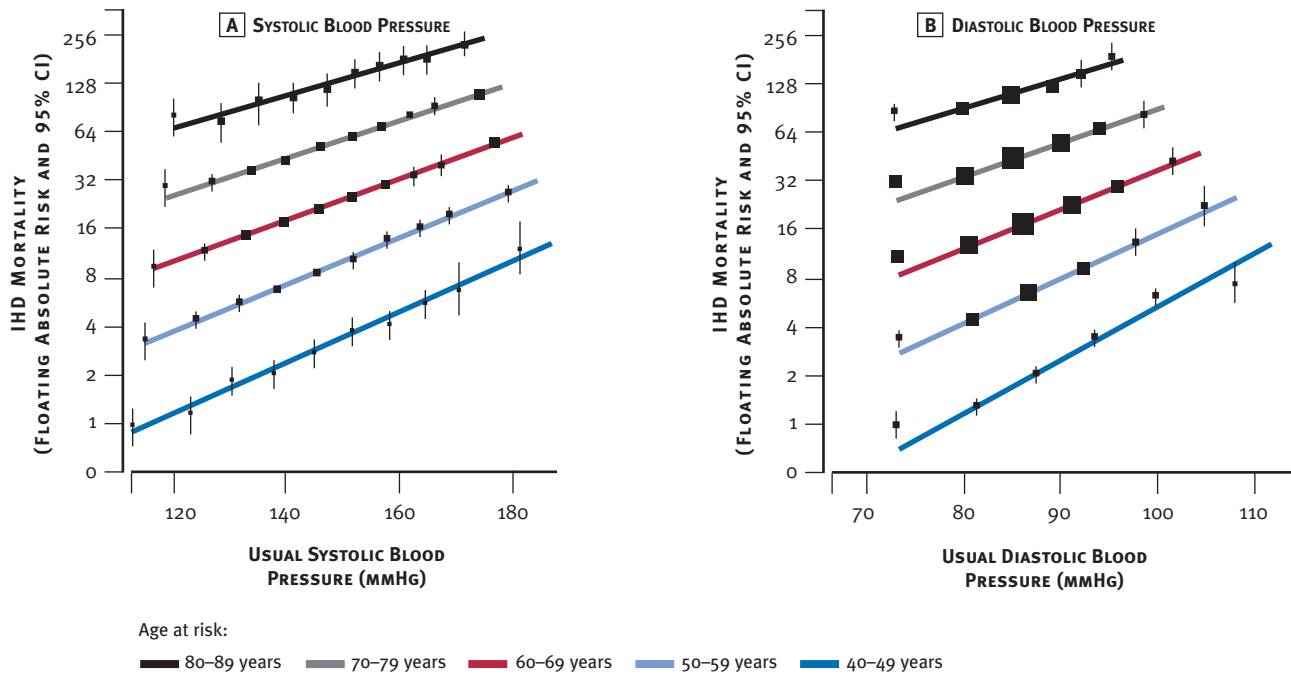 A Systolic Blood Pressure
IHD Mortality
(Floating Absolute Risk and 95% CI)
256
128
64
32
16
8
4
2
1
0
120
140
160
180
Usual Systolic Blood
Pressure (mmHg)
B Diastolic Blood Pressure
IHD Mortality
(Floating Absolute Risk and 95% CI)
256
128
64
32
16
8
4
2
1
0
70
80
90
100
110
Usual Diastolic Blood
Pressure (mmHg)
Age at risk:
80–89 years 70–79 years 60–69 years 50–59 years 40–49 years